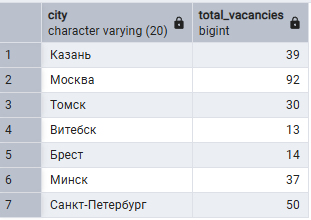 city total_vacancies
character varying (20) bigint
1 Казань 39
2 Москва 92
3 Томск 30
4 Витебск 13
5 Брест 14
6 Минск 37
7 Санкт-Петербург 50